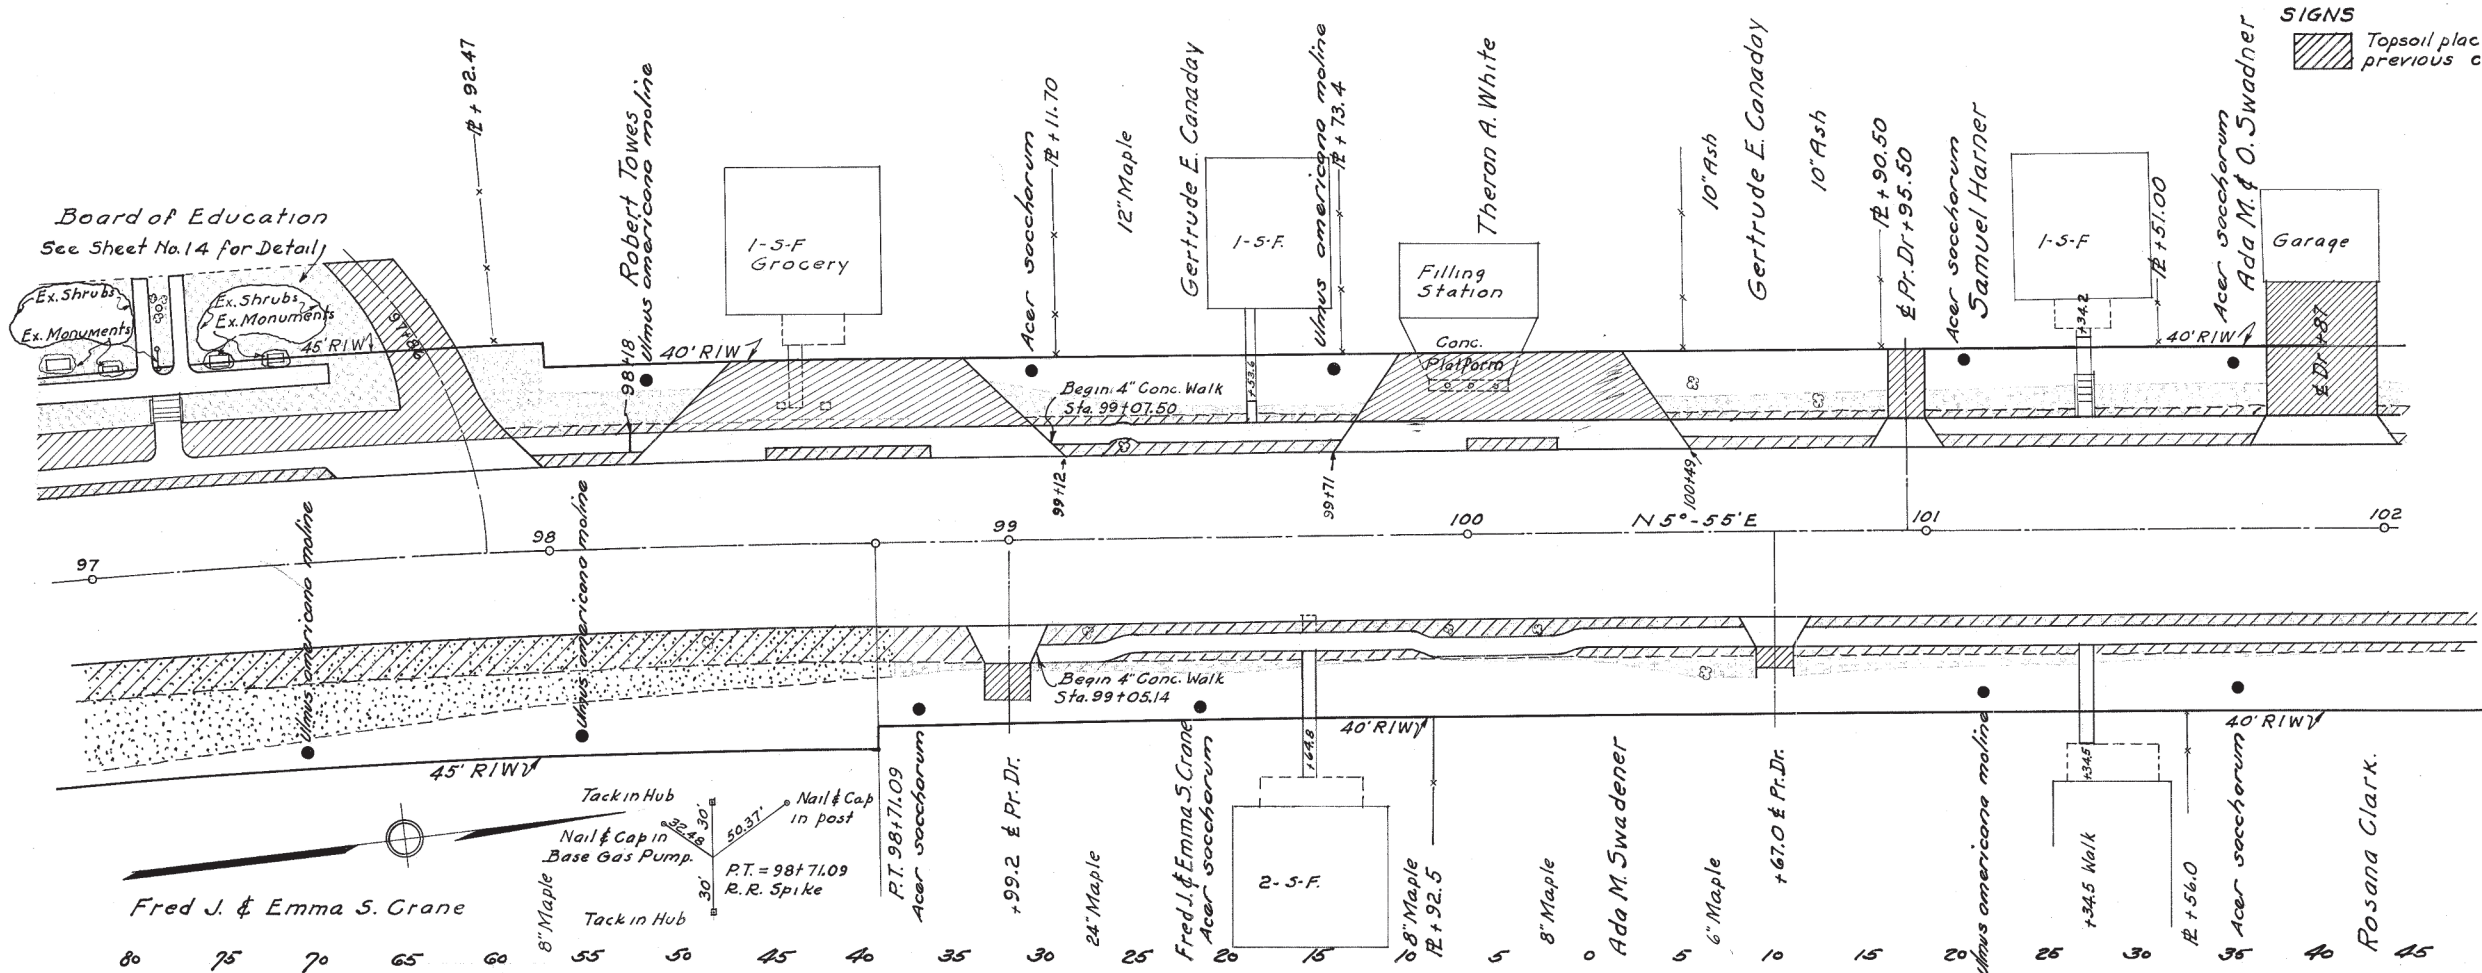 SIGNS
Topsoil plac
previous c
℄ + 92.47
Robert Towes
Ulmus americana moline
Acer saccharum
℄ + 11.70
12" Maple
Gertrude E. Canaday
Ulmus americana moline
℄ + 73.4
Theron A. White
10" Ash
Gertrude E. Canaday
10" Ash
℄ + 90.50
℄ Pr. Dr + 95.50
Acer saccharum
Samuel Harner
℄ + 51.00
Acer saccharum
Ada M. & O. Swadner
Board of Education
See Sheet No. 14 for Detail
Ex. Shrubs
Ex. Shrubs
Ex. Monuments
Ex. Monuments
45' R/W
98+18
40' R/W
1-S-F
Grocery
1-S-F.
Filling
Station
Conc.
Platform
1-S-F
Garage
+34.2
40' R/W
℄ Dr + 87
+53.6
Begin 4" Conc. Walk
Sta. 99+07.50
99+12
99+71
100+49
97
98
99
100
N 5°-55' E
101
102
Ulmus americana moline
Ulmus americana moline
Begin 4" Conc. Walk
Sta. 99+05.14
45' R/W
40' R/W
40' R/W
P.T. 98+71.09
Acer saccharum
+99.2 ℄ Pr. Dr.
24" Maple
Fred J. & Emma S. Crane
Acer saccharum
+64.8
2-S-F.
8" Maple
℄ + 92.5
8" Maple
Ada M. Swadener
6" Maple
+67.0 ℄ Pr. Dr.
Ulmus americana moline
+34.5
+34.5 Walk
℄ + 56.0
Acer saccharum
Rosana Clark.
Tack in Hub
Nail & Cap
in post
Nail & Cap in
Base Gas Pump.
32.48
30'
50.37'
30'
P.T. = 98+71.09
R.R. Spike
Tack in Hub
Fred J. & Emma S. Crane
8" Maple
80 75 70 65 60 55 50 45 40 35 30 25 20 15 10 5 0 5 10 15 20 25 30 35 40 45